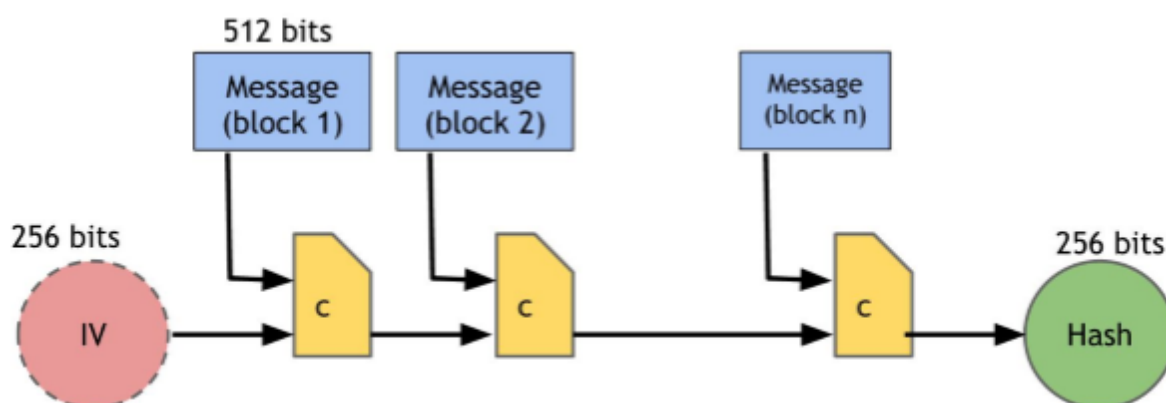 512 bits
Message
(block 1)
Message
(block 2)
Message
(block n)
256 bits
256 bits
IV
c
c
c
Hash